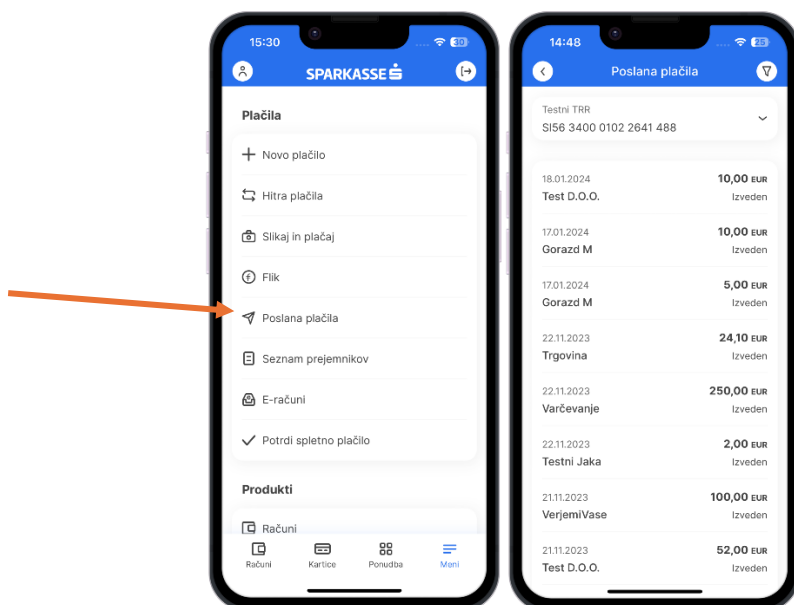 15:30
30
SPARKASSE
Plačila
Novo plačilo
Hitra plačila
Slikaj in plačaj
Flik
Poslana plačila
Seznam prejemnikov
E-računi
Potrdi spletno plačilo
Produkti
Računi
Računi Kartice Ponudba Meni
14:48
25
Poslana plačila
Testni TRR
SI56 3400 0102 2641 488
18.01.2024 10,00 EUR
Test D.O.O. Izveden
17.01.2024 10,00 EUR
Gorazd M Izveden
17.01.2024 5,00 EUR
Gorazd M Izveden
22.11.2023 24,10 EUR
Trgovina Izveden
22.11.2023 250,00 EUR
Varčevanje Izveden
22.11.2023 2,00 EUR
Testni Jaka Izveden
21.11.2023 100,00 EUR
VerjemiVase Izveden
21.11.2023 52,00 EUR
Test D.O.O. Izveden